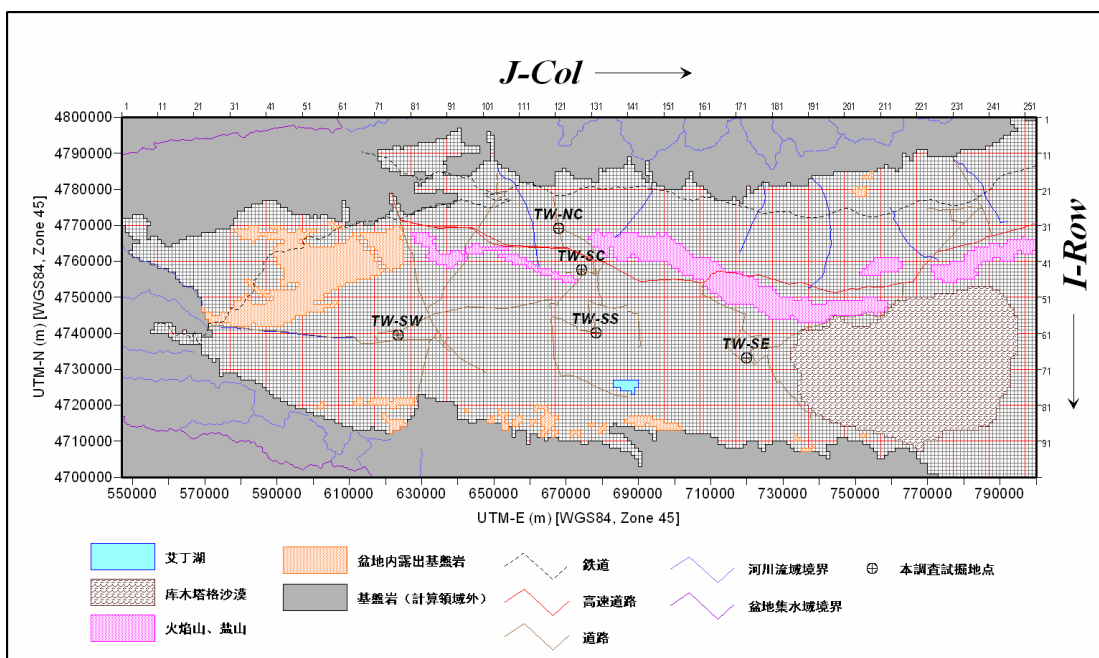 J-Col
1 11 21 31 41 51 61 71 81 91 101 111 121 131 141 151 161 171 181 191 201 211 221 231 241 251
4800000 1
4790000 11
4780000 21
4770000 31
4760000 41
4750000 51
4740000 61
4730000 71
4720000 81
4710000 91
4700000
UTM-N (m) [WGS84, Zone 45]
I-Row
TW-NC
TW-SC
TW-SW
TW-SS
TW-SE
550000 570000 590000 610000 630000 650000 670000 690000 710000 730000 750000 770000 790000
UTM-E (m) [WGS84, Zone 45]
艾丁湖
库木塔格沙漠
火焰山、盐山
盆地内露出基盤岩
基盤岩（計算領域外）
鉄道
高速道路
道路
河川流域境界
盆地集水域境界
本調査試掘地点